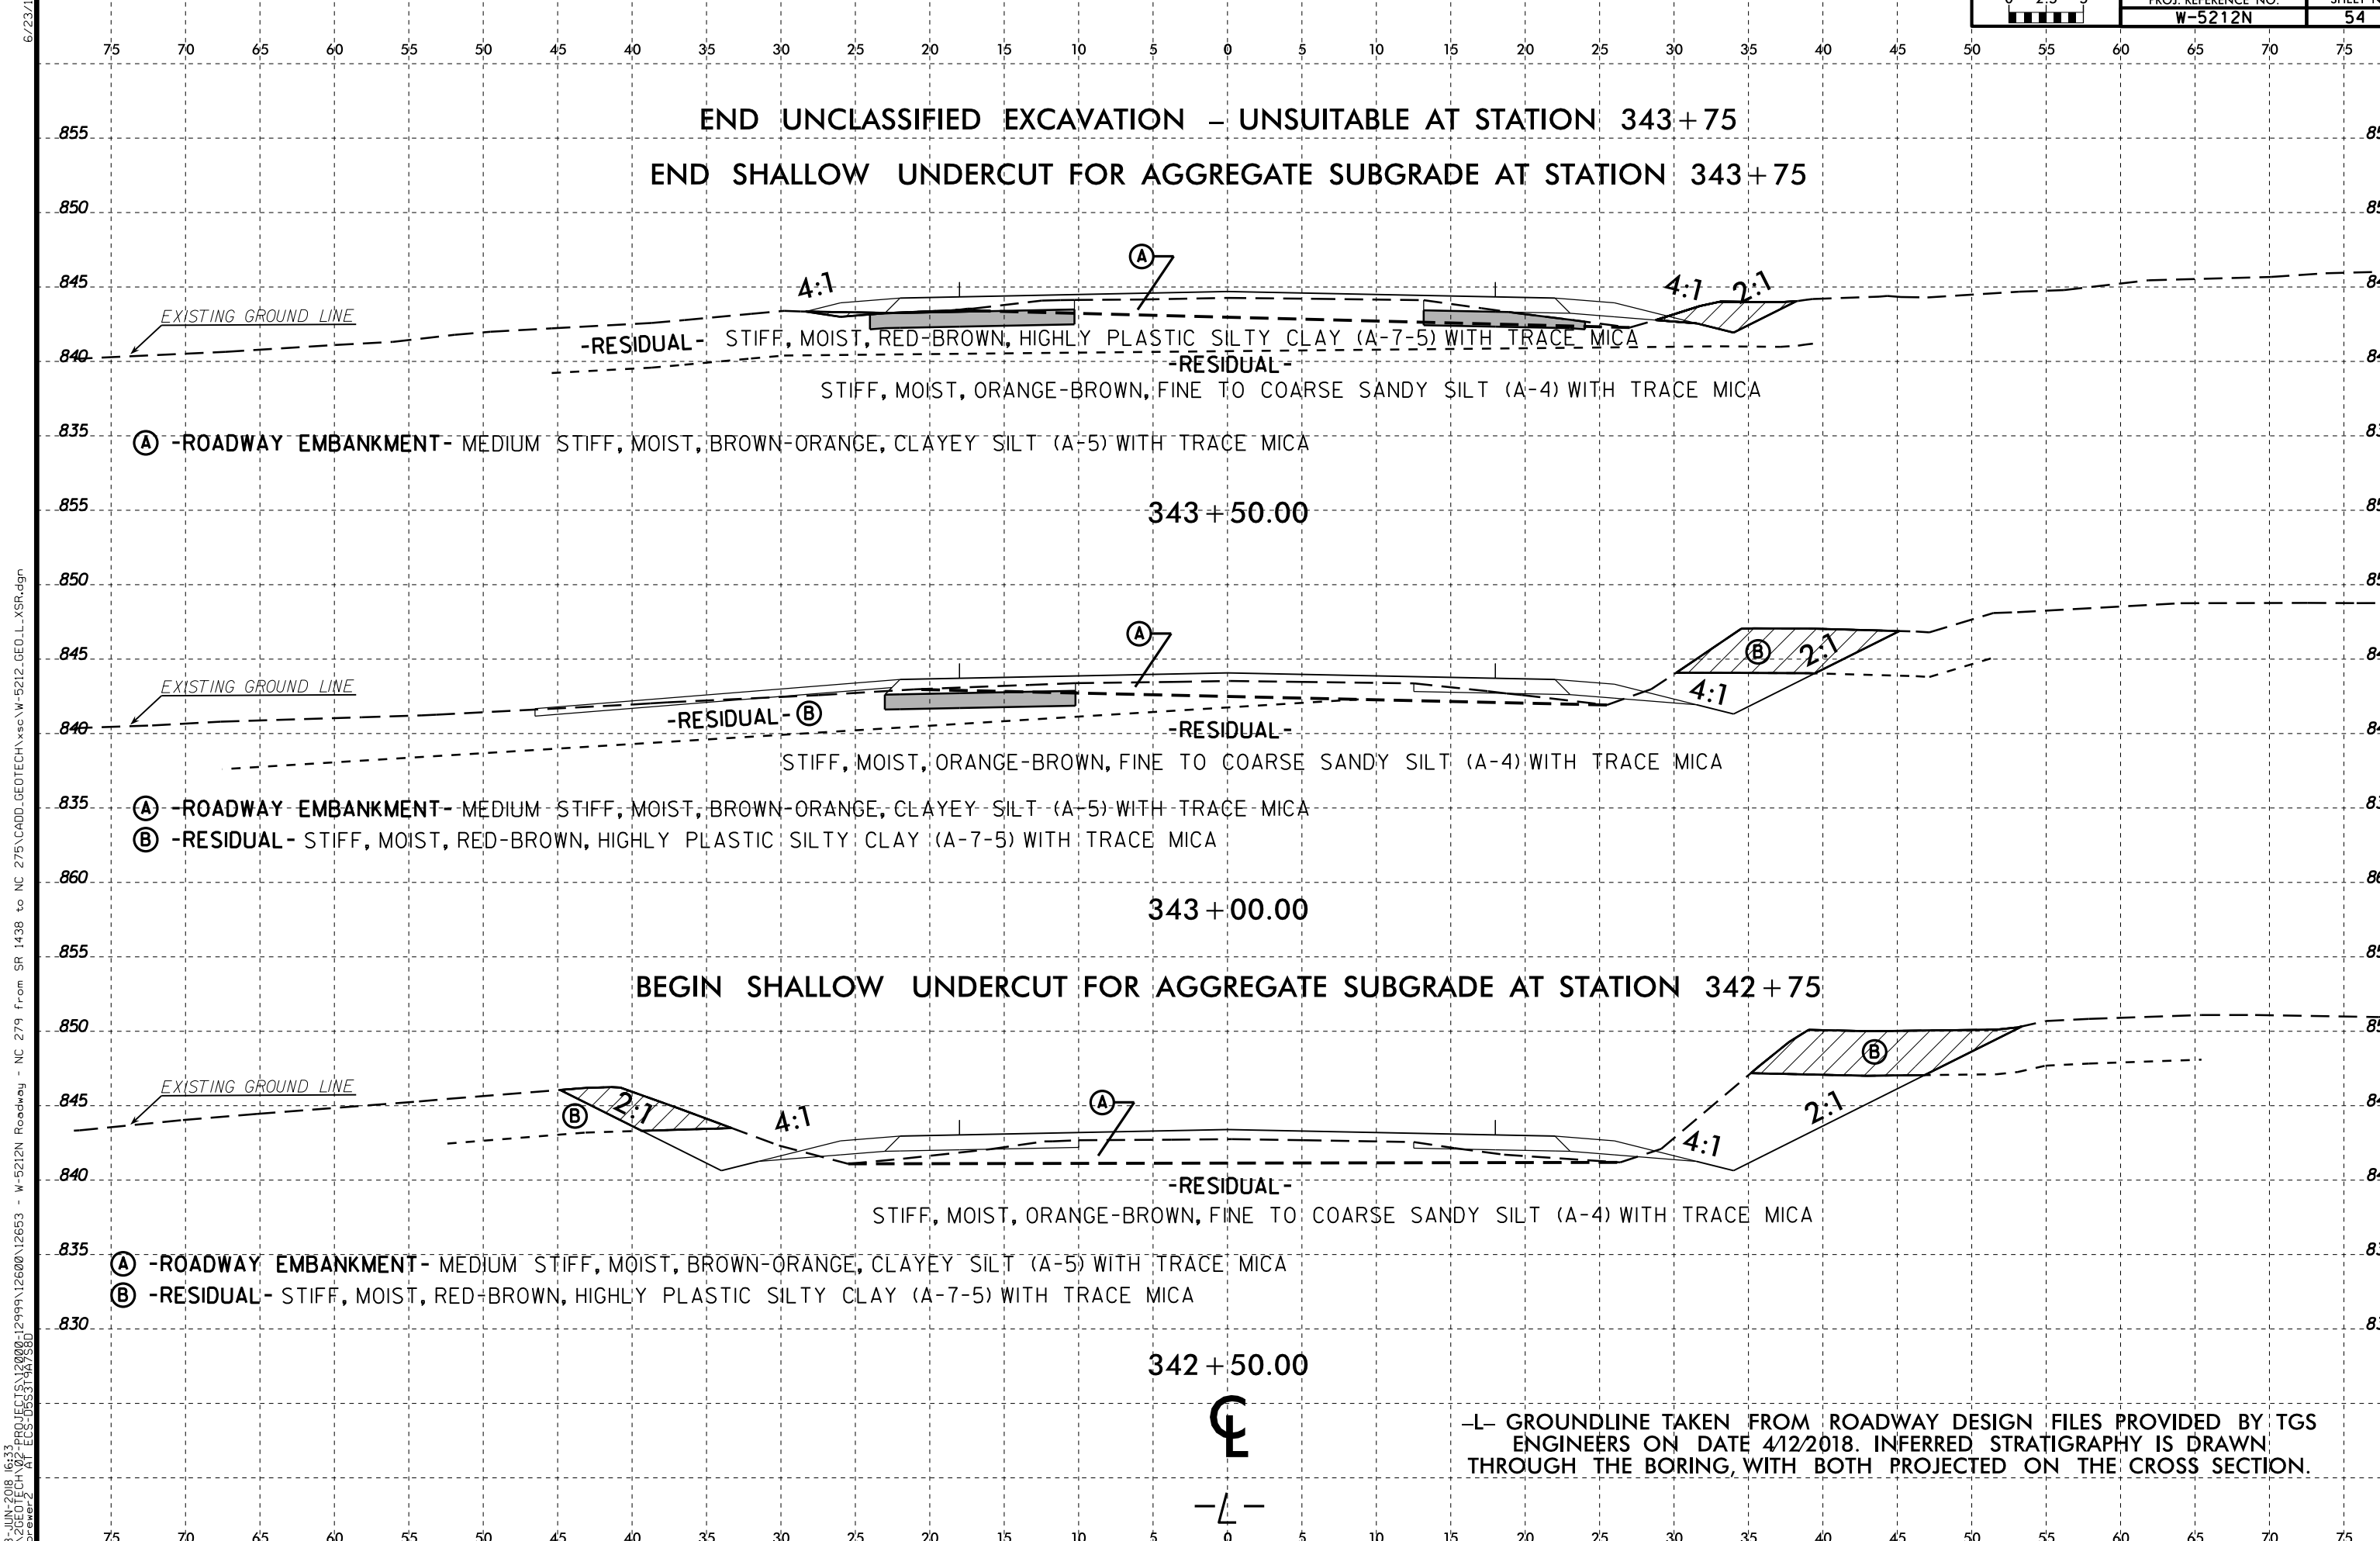 0 2.5 5
PROJ. REFERENCE NO.
W-5212N
54
75 70 65 60 55 50 45 40 35 30 25 20 15 10 5 0 5 10 15 20 25 30 35 40 45 50 55 60 65 70 75
END UNCLASSIFIED EXCAVATION – UNSUITABLE AT STATION 343+75
855
END SHALLOW UNDERCUT FOR AGGREGATE SUBGRADE AT STATION 343+75
850
A
845
4:1
4:1
2:1
EXISTING GROUND LINE
-RESIDUAL- STIFF, MOIST, RED-BROWN, HIGHLY PLASTIC SILTY CLAY (A-7-5) WITH TRACE MICA
840
-RESIDUAL-
STIFF, MOIST, ORANGE-BROWN, FINE TO COARSE SANDY SILT (A-4) WITH TRACE MICA
835
A -ROADWAY EMBANKMENT- MEDIUM STIFF, MOIST, BROWN-ORANGE, CLAYEY SILT (A-5) WITH TRACE MICA
855
343+50.00
850
A
845
B
2:1
EXISTING GROUND LINE
4:1
-RESIDUAL- B
840
-RESIDUAL-
STIFF, MOIST, ORANGE-BROWN, FINE TO COARSE SANDY SILT (A-4) WITH TRACE MICA
835
A -ROADWAY EMBANKMENT- MEDIUM STIFF, MOIST, BROWN-ORANGE, CLAYEY SILT (A-5) WITH TRACE MICA
B -RESIDUAL- STIFF, MOIST, RED-BROWN, HIGHLY PLASTIC SILTY CLAY (A-7-5) WITH TRACE MICA
860
343+00.00
855
BEGIN SHALLOW UNDERCUT FOR AGGREGATE SUBGRADE AT STATION 342+75
850
B
EXISTING GROUND LINE
845
2:1
B
4:1
A
2:1
4:1
840
-RESIDUAL-
STIFF, MOIST, ORANGE-BROWN, FINE TO COARSE SANDY SILT (A-4) WITH TRACE MICA
835
A -ROADWAY EMBANKMENT- MEDIUM STIFF, MOIST, BROWN-ORANGE, CLAYEY SILT (A-5) WITH TRACE MICA
B -RESIDUAL- STIFF, MOIST, RED-BROWN, HIGHLY PLASTIC SILTY CLAY (A-7-5) WITH TRACE MICA
830
342+50.00
℄
–L– GROUNDLINE TAKEN FROM ROADWAY DESIGN FILES PROVIDED BY TGS
ENGINEERS ON DATE 4/12/2018. INFERRED STRATIGRAPHY IS DRAWN
THROUGH THE BORING, WITH BOTH PROJECTED ON THE CROSS SECTION.
–L–
75 70 65 60 55 50 45 40 35 30 25 20 15 10 5 0 5 10 15 20 25 30 35 40 45 50 55 60 65 70 75